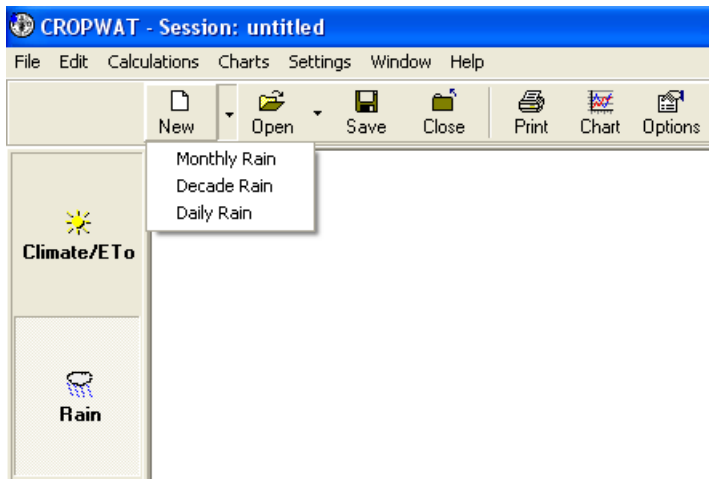 CROPWAT - Session: untitled
File Edit Calculations Charts Settings Window Help
New Open Save Close Print Chart Options
Monthly Rain
Decade Rain
Daily Rain
Climate/ETo
Rain